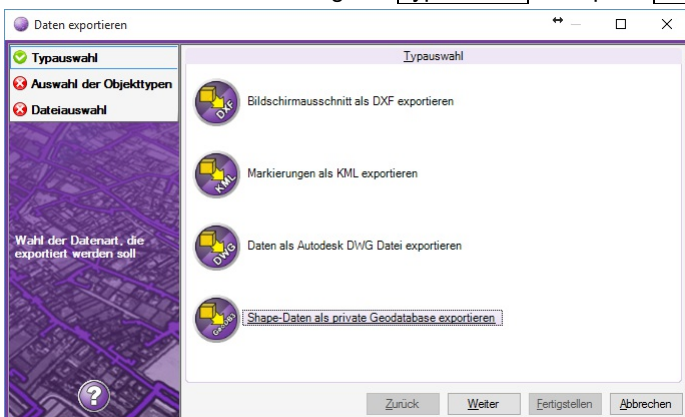 Daten exportieren
Typauswahl
Auswahl der Objekttypen
Dateiauswahl
Wahl der Datenart, die
exportiert werden soll
Typauswahl
DXF
Bildschirmausschnitt als DXF exportieren
KML
Markierungen als KML exportieren
DWG
Daten als Autodesk DWG Datei exportieren
Shape-Daten als private Geodatabase exportieren
?
Zurück
Weiter
Fertigstellen
Abbrechen